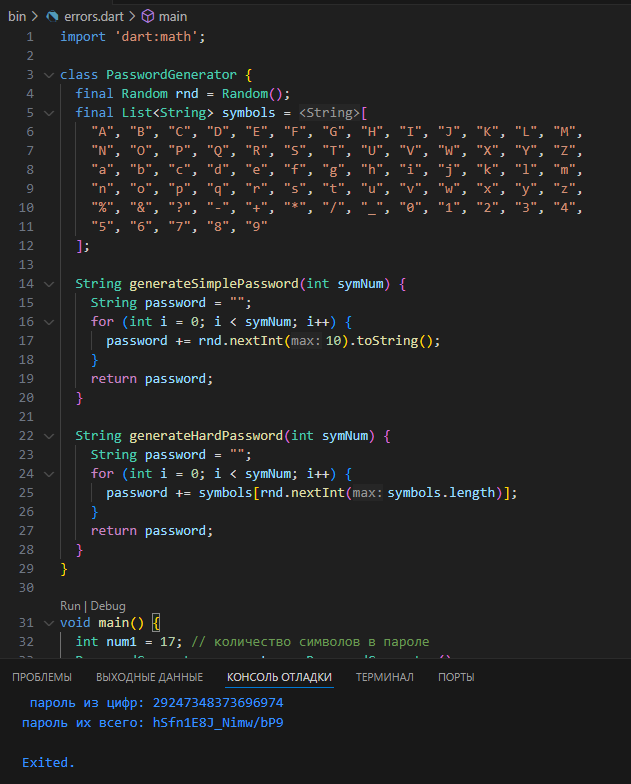 bin > errors.dart > main
1 import 'dart:math';
2
3 class PasswordGenerator {
4 final Random rnd = Random();
5 final List<String> symbols = <String>[
6 "A", "B", "C", "D", "E", "F", "G", "H", "I", "J", "K", "L", "M",
7 "N", "O", "P", "Q", "R", "S", "T", "U", "V", "W", "X", "Y", "Z",
8 "a", "b", "c", "d", "e", "f", "g", "h", "i", "j", "k", "l", "m",
9 "n", "o", "p", "q", "r", "s", "t", "u", "v", "w", "x", "y", "z",
10 "%", "&", "?", "-", "+", "*", "/", "_", "0", "1", "2", "3", "4",
11 "5", "6", "7", "8", "9"
12 ];
13
14 String generateSimplePassword(int symNum) {
15 String password = "";
16 for (int i = 0; i < symNum; i++) {
17 password += rnd.nextInt(max: 10).toString();
18 }
19 return password;
20 }
21
22 String generateHardPassword(int symNum) {
23 String password = "";
24 for (int i = 0; i < symNum; i++) {
25 password += symbols[rnd.nextInt(max: symbols.length)];
26 }
27 return password;
28 }
29 }
30
Run | Debug
31 void main() {
32 int num1 = 17; // количество символов в пароле
ПРОБЛЕМЫ ВЫХОДНЫЕ ДАННЫЕ КОНСОЛЬ ОТЛАДКИ ТЕРМИНАЛ ПОРТЫ
пароль из цифр: 29247348373696974
пароль их всего: hSfn1E8J_Nimw/bP9
Exited.